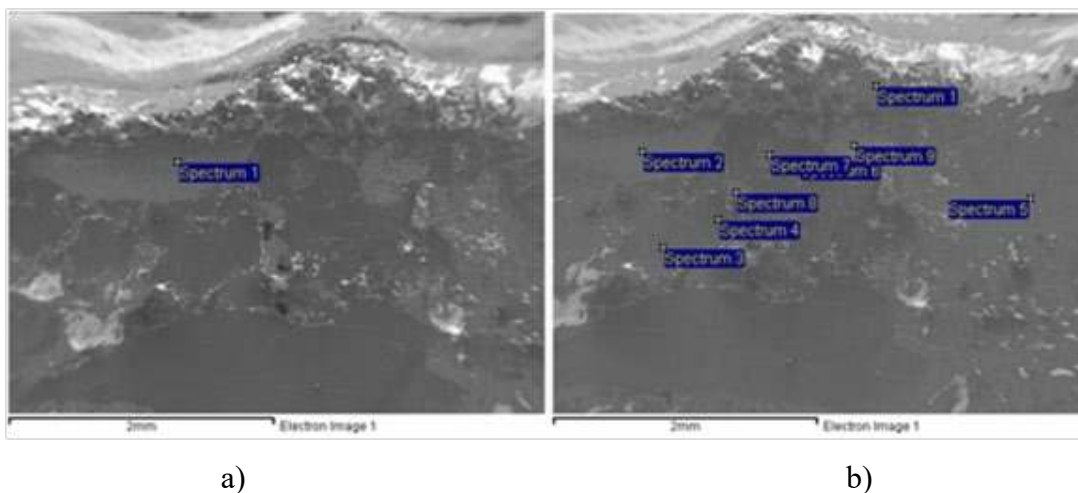 Spectrum 1
2mm
Electron Image 1
a)
Spectrum 1
Spectrum 2
Spectrum 7
Spectrum 9
6
Spectrum 8
Spectrum 5
Spectrum 4
Spectrum 3
2mm
Electron Image 1
b)